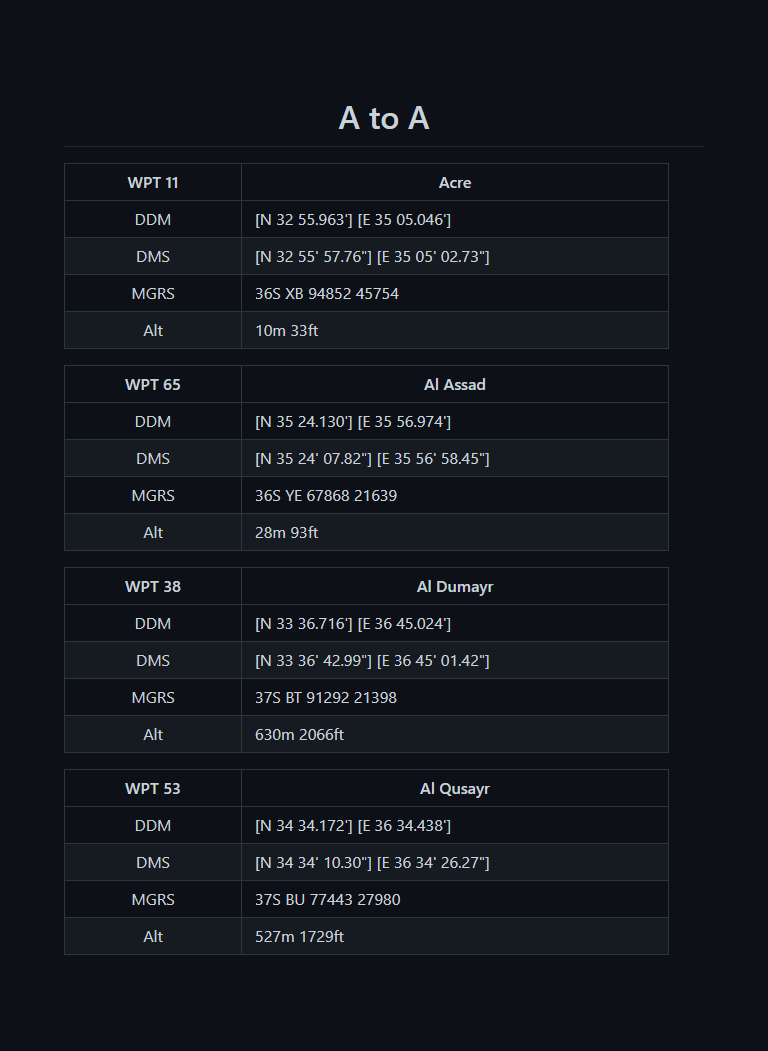 A to A
WPT 11 Acre
DDM [N 32 55.963'] [E 35 05.046']
DMS [N 32 55' 57.76"] [E 35 05' 02.73"]
MGRS 36S XB 94852 45754
Alt 10m 33ft
WPT 65 Al Assad
DDM [N 35 24.130'] [E 35 56.974']
DMS [N 35 24' 07.82"] [E 35 56' 58.45"]
MGRS 36S YE 67868 21639
Alt 28m 93ft
WPT 38 Al Dumayr
DDM [N 33 36.716'] [E 36 45.024']
DMS [N 33 36' 42.99"] [E 36 45' 01.42"]
MGRS 37S BT 91292 21398
Alt 630m 2066ft
WPT 53 Al Qusayr
DDM [N 34 34.172'] [E 36 34.438']
DMS [N 34 34' 10.30"] [E 36 34' 26.27"]
MGRS 37S BU 77443 27980
Alt 527m 1729ft